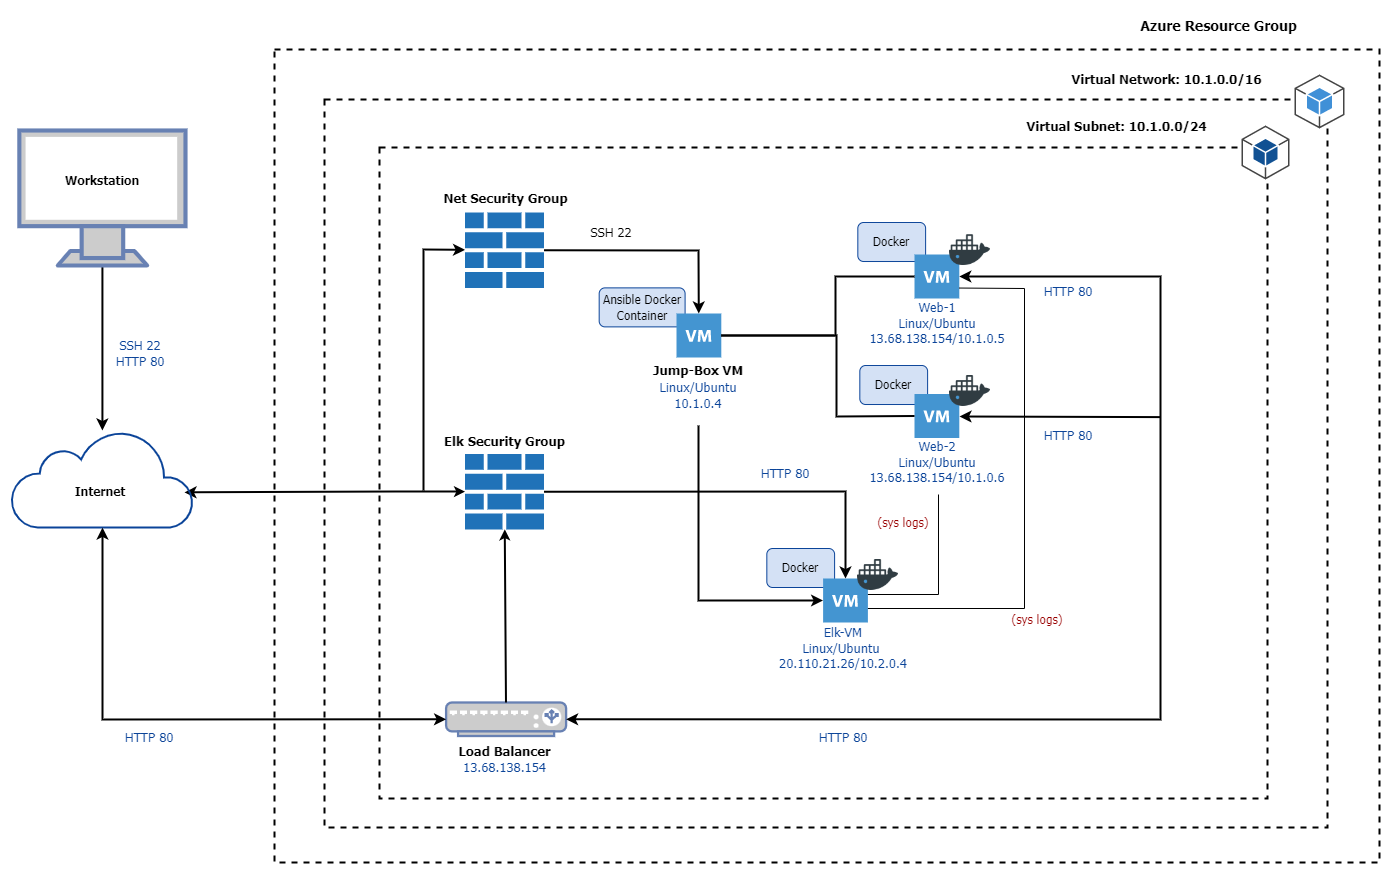 Azure Resource Group
Virtual Network: 10.1.0.0/16
Virtual Subnet: 10.1.0.0/24
Workstation
SSH 22
HTTP 80
Internet
HTTP 80
Net Security Group
SSH 22
Ansible Docker
Container
VM
Jump-Box VM
Linux/Ubuntu
10.1.0.4
Docker
VM
Web-1
Linux/Ubuntu
13.68.138.154/10.1.0.5
HTTP 80
Docker
VM
Web-2
Linux/Ubuntu
13.68.138.154/10.1.0.6
HTTP 80
Elk Security Group
HTTP 80
(sys logs)
Docker
VM
Elk-VM
Linux/Ubuntu
20.110.21.26/10.2.0.4
(sys logs)
Load Balancer
13.68.138.154
HTTP 80